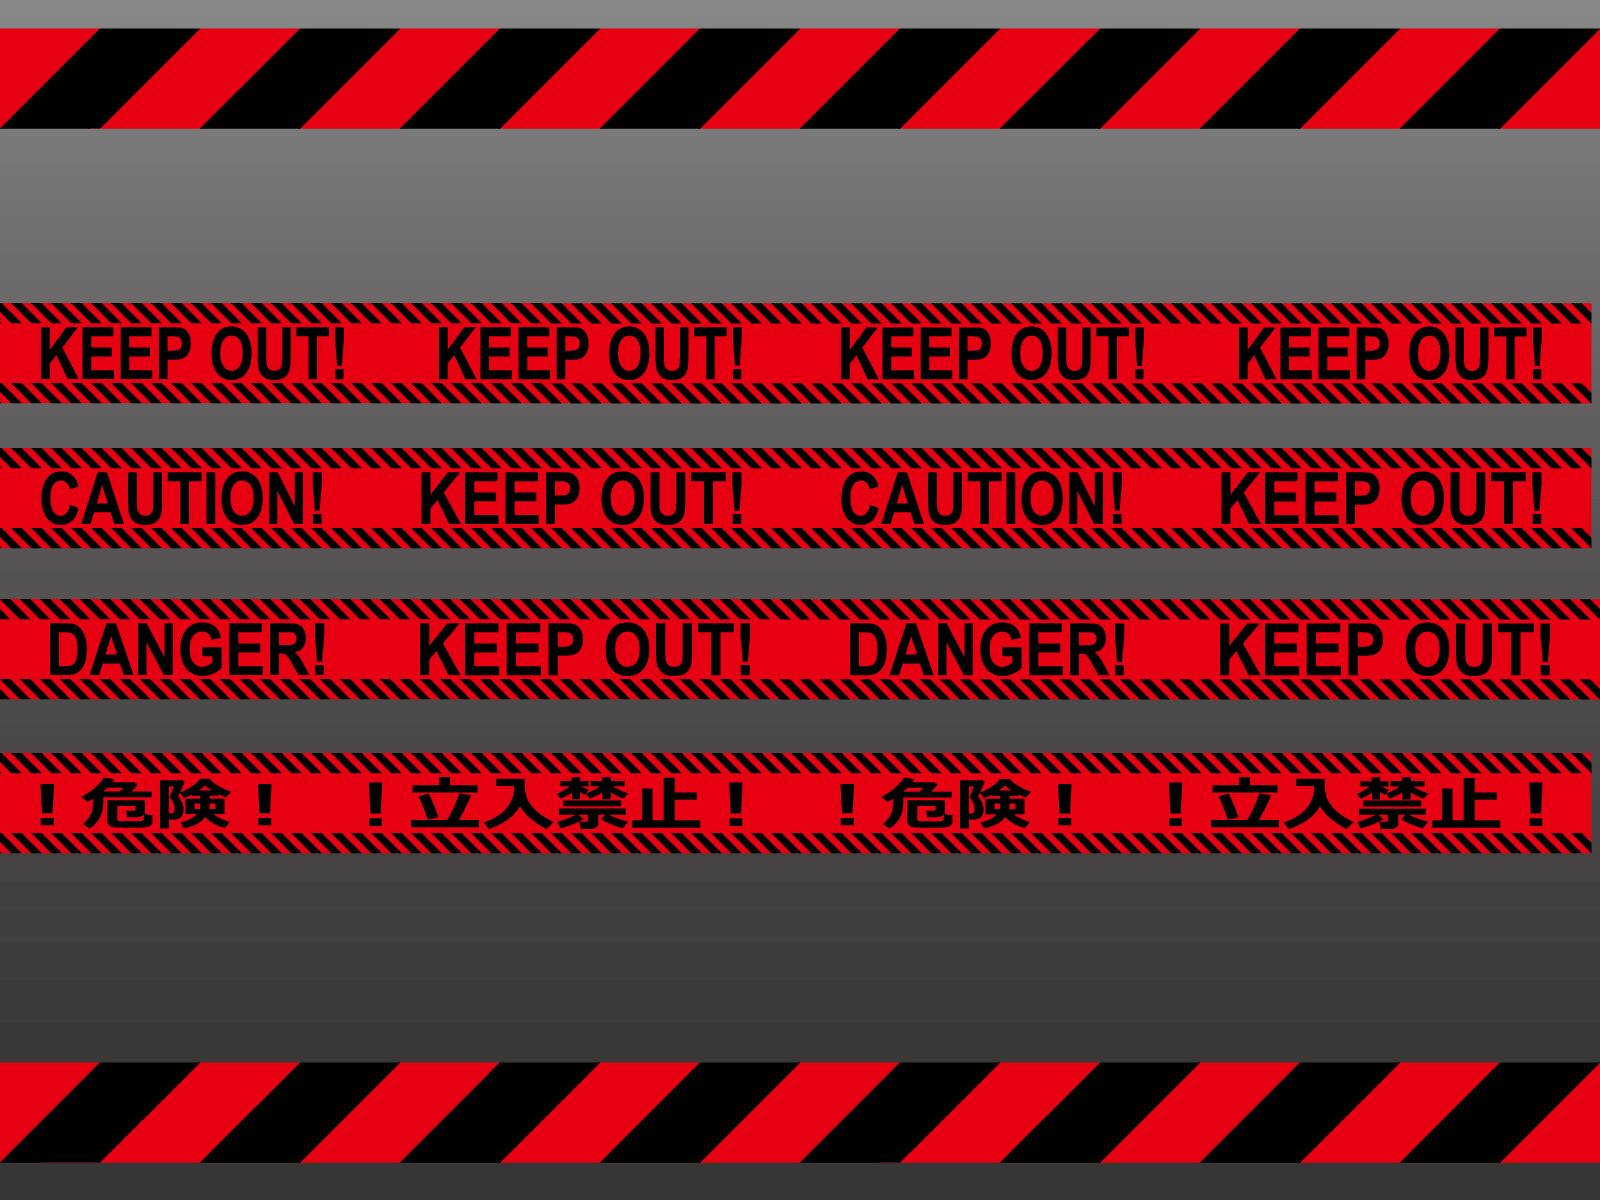 KEEP OUT! KEEP OUT! KEEP OUT! KEEP OUT!
CAUTION! KEEP OUT! CAUTION! KEEP OUT!
DANGER! KEEP OUT! DANGER! KEEP OUT!
！危険！ ！立入禁止！ ！危険！ ！立入禁止！